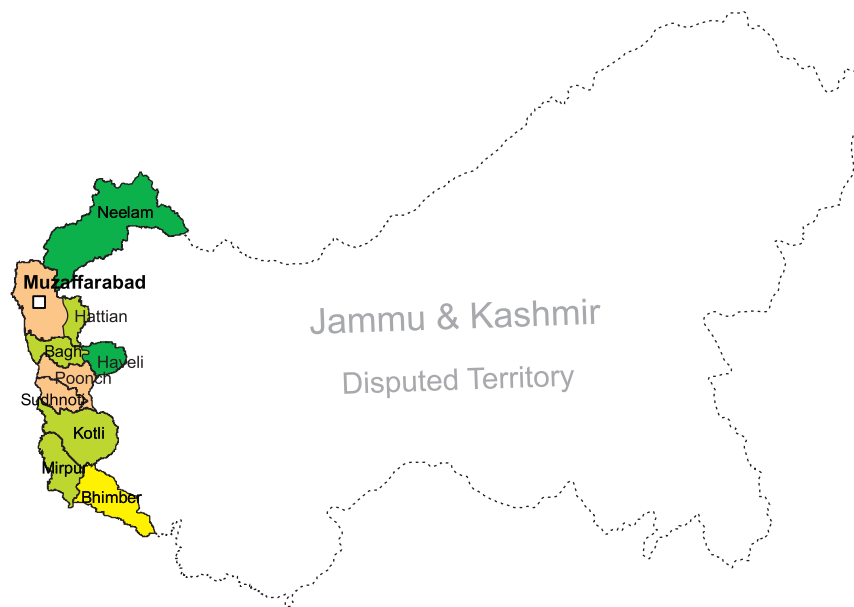 Neelam
Muzaffarabad
Hattian
Jammu & Kashmir
Bagh
Haveli
Poonch
Disputed Territory
Sudhnoti
Kotli
Mirpur
Bhimber